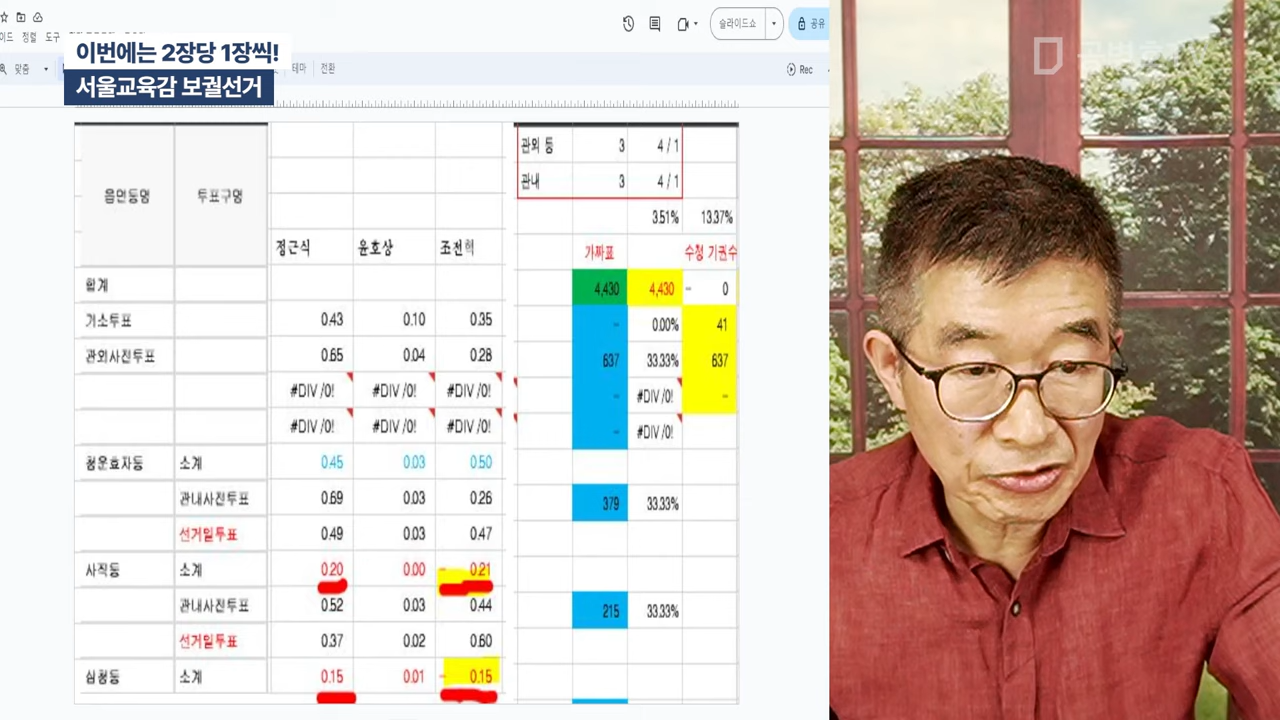 정렬 도구
슬라이드쇼
공유
맞춤
이번에는 2장당 1장씩!
서울교육감 보궐선거
테마
전환
Rec
읍면동명 투표구명
정근식 윤호상 조전혁
관외 등 3 4 / 1
관내 3 4 / 1
3.51% 13.37%
가짜표 수정 기권수
합계 4,430 4,430 - 0
거소투표 0.43 0.10 0.35 - 0.00% 41
관외사전투표 0.65 0.04 0.28 637 33.33% 637
#DIV /0! #DIV /0! #DIV /0! - #DIV /0! -
#DIV /0! #DIV /0! #DIV /0! - #DIV /0!
청운효자동 소계 0.45 0.03 0.50
관내사전투표 0.69 0.03 0.26 379 33.33%
선거일투표 0.49 0.03 0.47
사직동 소계 0.20 0.00 - 0.21
관내사전투표 0.52 0.03 0.44 215 33.33%
선거일투표 0.37 0.02 0.60
삼청동 소계 0.15 0.01 - 0.15